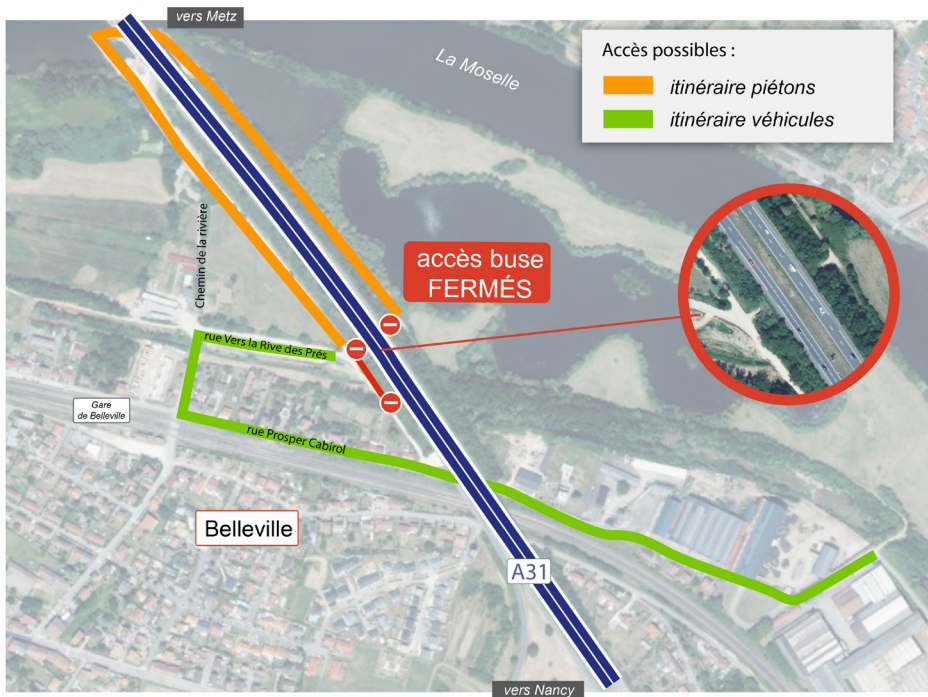 vers Metz
La Moselle
Accès possibles :
itinéraire piétons
itinéraire véhicules
Chemin de la rivière
accès buse
FERMÉS
rue Vers la Rive des Prés
Gare
de Belleville
rue Prosper Cabirol
Belleville
A31
vers Nancy